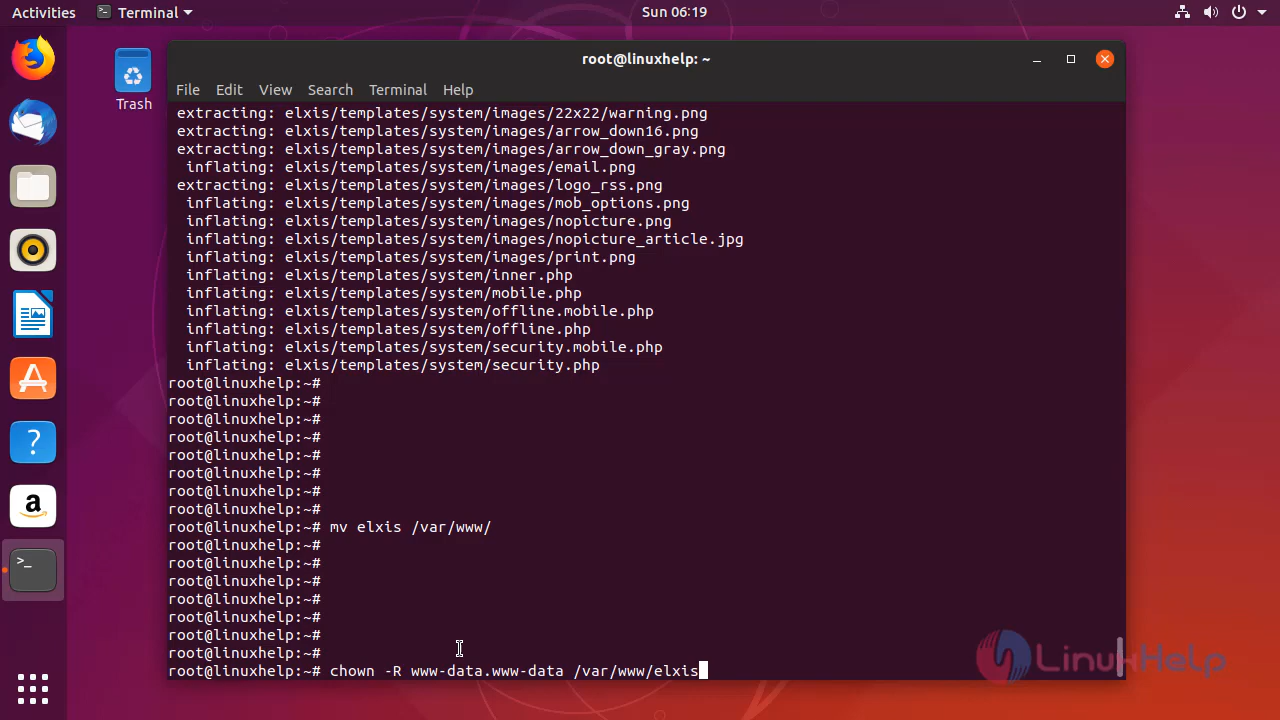 Activities Terminal Sun 06:19
Trash
root@linuxhelp: ~
File Edit View Search Terminal Help
extracting: elxis/templates/system/images/22x22/warning.png
extracting: elxis/templates/system/images/arrow_down16.png
extracting: elxis/templates/system/images/arrow_down_gray.png
inflating: elxis/templates/system/images/email.png
extracting: elxis/templates/system/images/logo_rss.png
inflating: elxis/templates/system/images/mob_options.png
inflating: elxis/templates/system/images/nopicture.png
inflating: elxis/templates/system/images/nopicture_article.jpg
inflating: elxis/templates/system/images/print.png
inflating: elxis/templates/system/inner.php
inflating: elxis/templates/system/mobile.php
inflating: elxis/templates/system/offline.mobile.php
inflating: elxis/templates/system/offline.php
inflating: elxis/templates/system/security.mobile.php
inflating: elxis/templates/system/security.php
root@linuxhelp:~#
root@linuxhelp:~#
root@linuxhelp:~#
root@linuxhelp:~#
root@linuxhelp:~#
root@linuxhelp:~#
root@linuxhelp:~#
root@linuxhelp:~#
root@linuxhelp:~# mv elxis /var/www/
root@linuxhelp:~#
root@linuxhelp:~#
root@linuxhelp:~#
root@linuxhelp:~#
root@linuxhelp:~#
root@linuxhelp:~#
root@linuxhelp:~#
root@linuxhelp:~# chown -R www-data.www-data /var/www/elxis
LinuxHelp